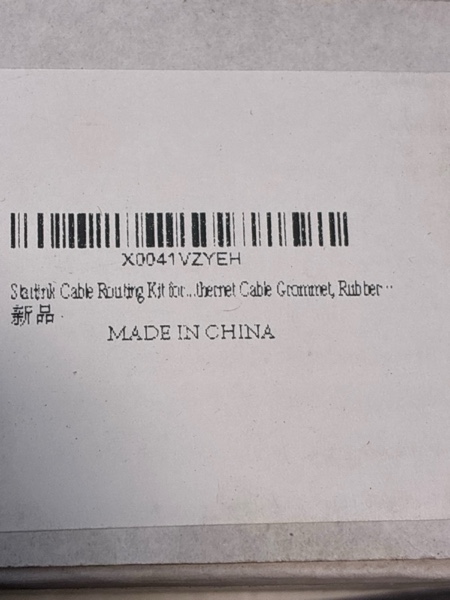 X0041VZYEH
Starlink Cable Routing Kit for...thernet Cable Grommet, Rubber...
新品
MADE IN CHINA